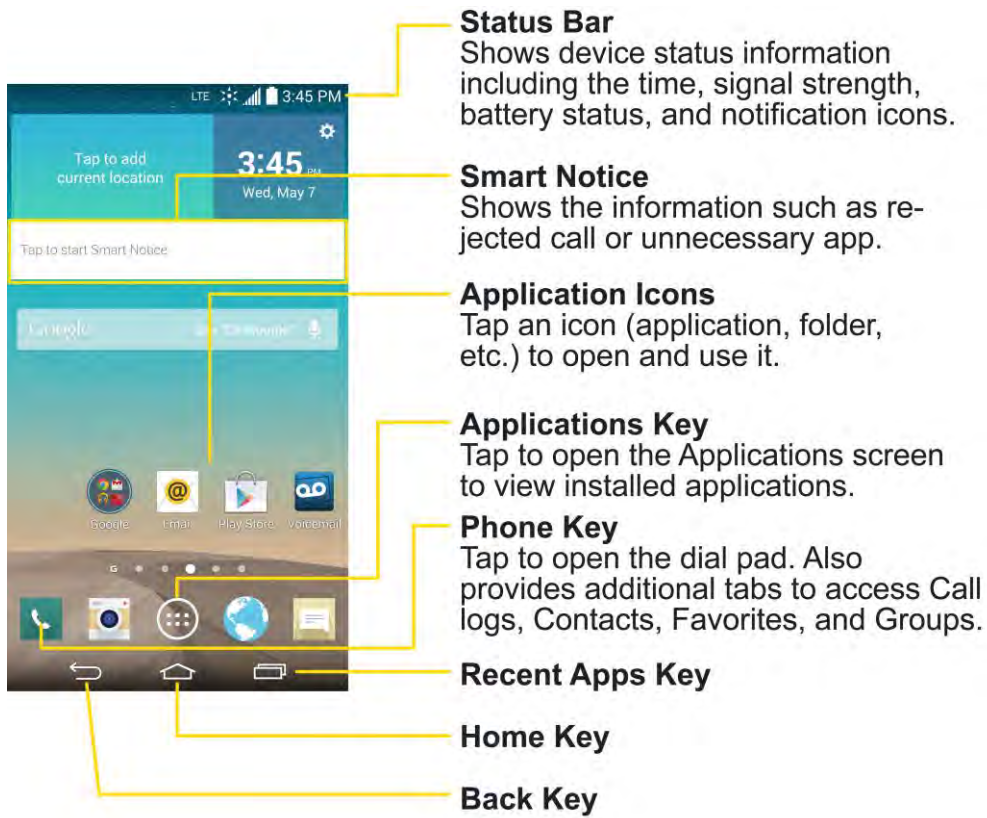 Status Bar
Shows device status information
including the time, signal strength,
battery status, and notification icons.
LTE 3:45 PM
Tap to add
current location
3:45 PM
Wed, May 7
Smart Notice
Shows the information such as re-
jected call or unnecessary app.
Tap to start Smart Notice
Application Icons
Tap an icon (application, folder,
etc.) to open and use it.
Google
Applications Key
Tap to open the Applications screen
to view installed applications.
Google Email Play Store Voicemail
Phone Key
Tap to open the dial pad. Also
provides additional tabs to access Call
logs, Contacts, Favorites, and Groups.
G
Recent Apps Key
Home Key
Back Key